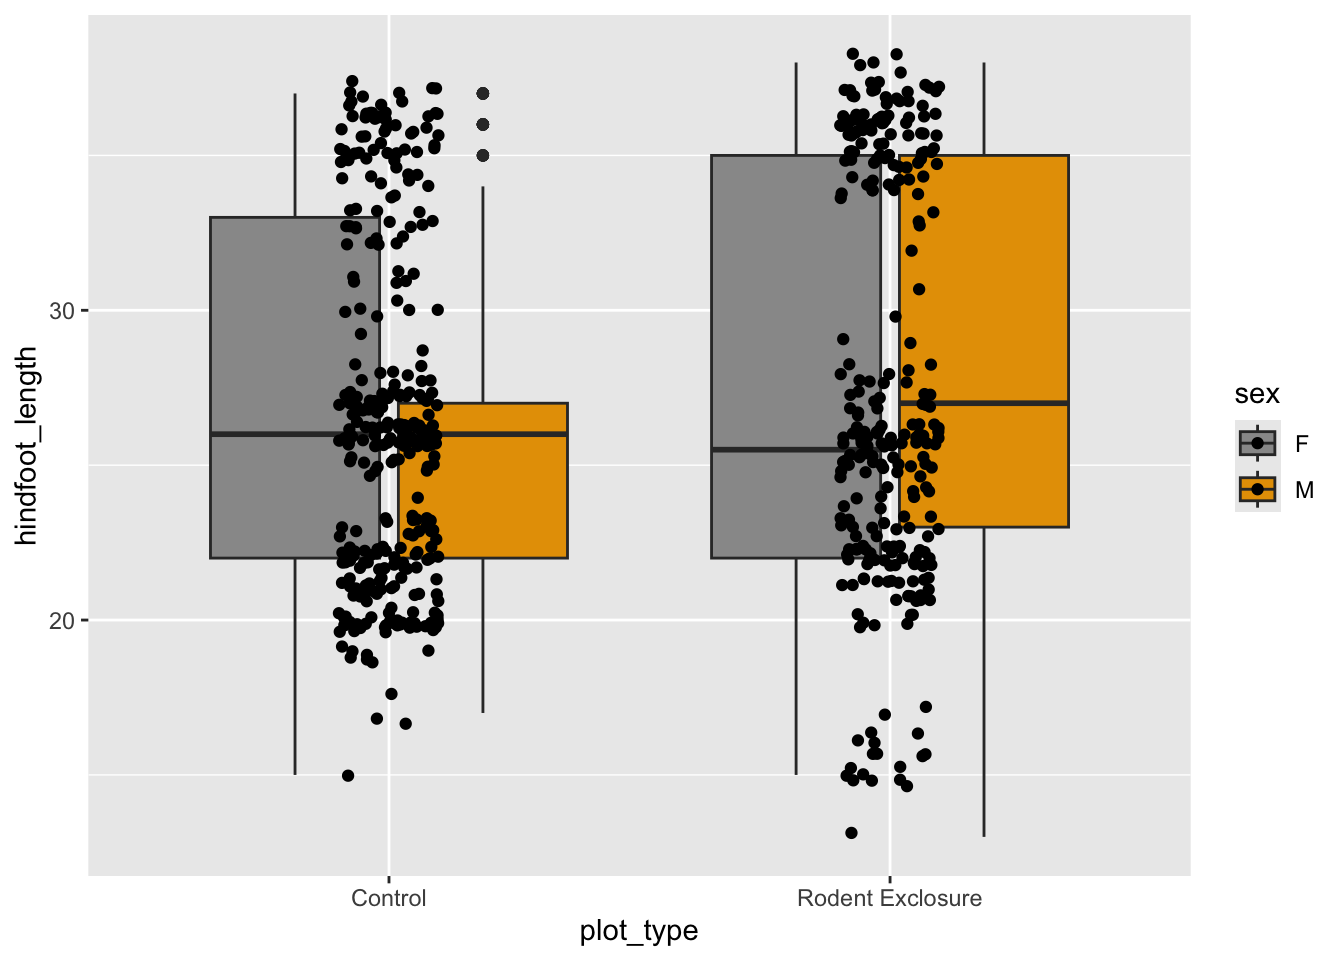 hindfoot_length
30
20
Control
Rodent Exclosure
plot_type
sex
F
M